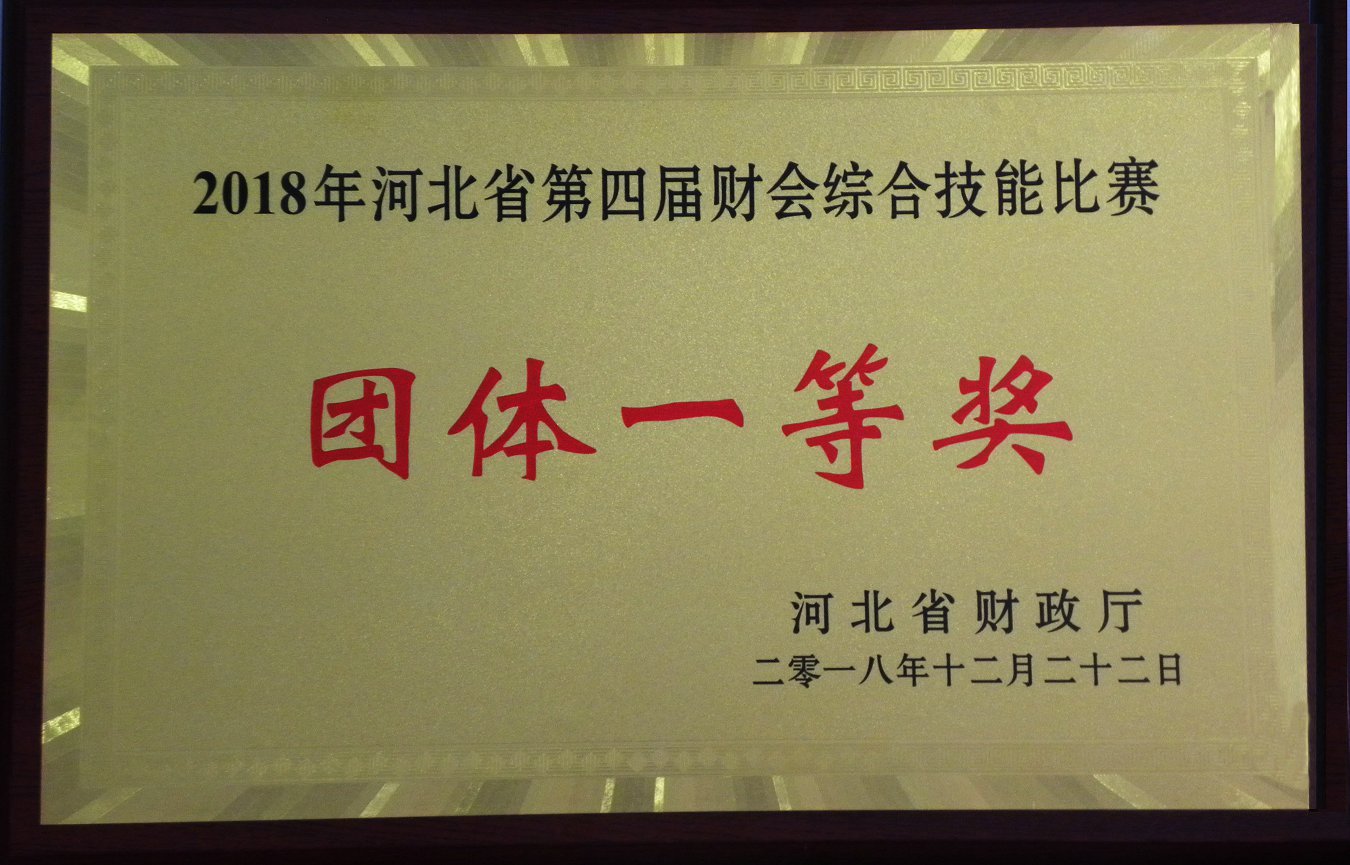 2018年河北省第四届财会综合技能比赛
团体一等奖
河北省财政厅
二零一八年十二月二十二日